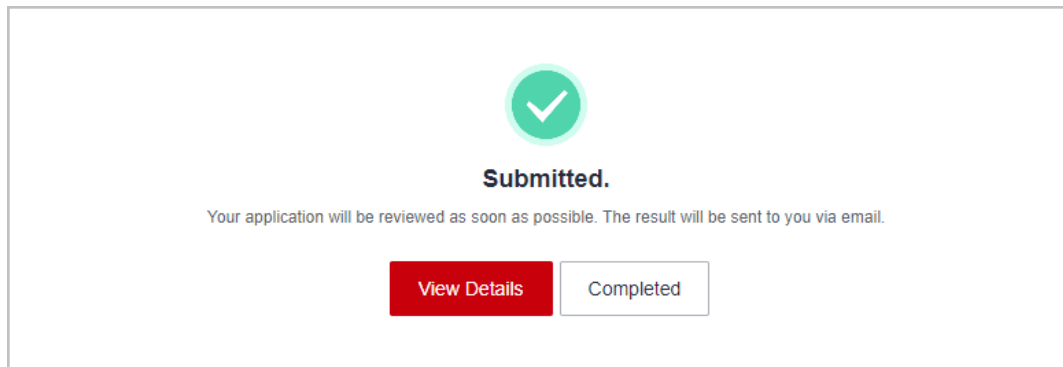 Submitted.
Your application will be reviewed as soon as possible. The result will be sent to you via email.
View Details
Completed